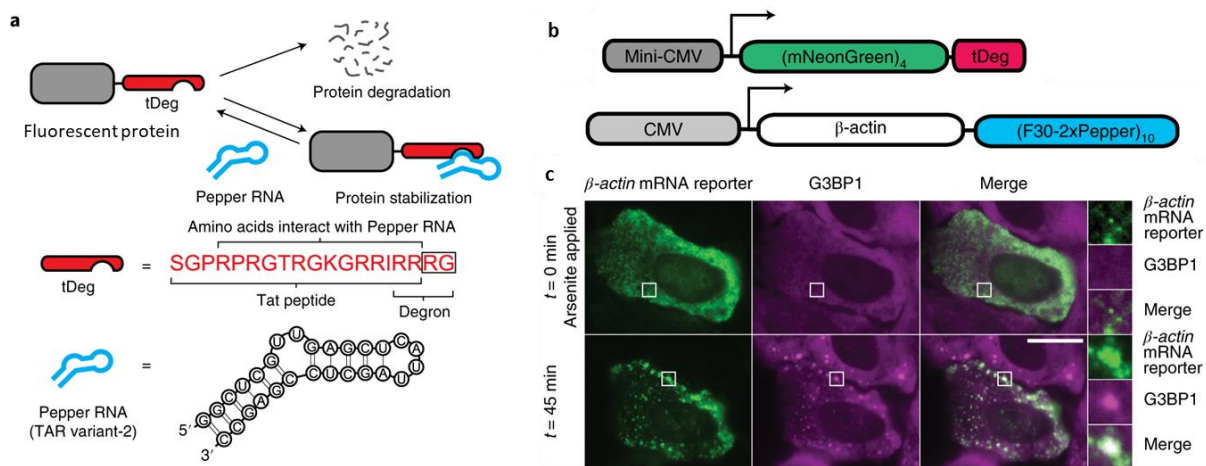 a
tDeg
Fluorescent protein
Protein degradation
Pepper RNA
Protein stabilization
Amino acids interact with Pepper RNA
tDeg
=
SGPRPRGTRGKGRRIRRRG
Tat peptide
Degron
Pepper RNA
(TAR variant-2)
=
5′
GGCUCGUUGAGCUCAUUAGCUCCGAGCC
3′
b
Mini-CMV
(mNeonGreen)4
tDeg
CMV
β-actin
(F30-2xPepper)10
c
β-actin mRNA reporter
G3BP1
Merge
Arsenite applied
t = 0 min
t = 45 min
β-actin
mRNA
reporter
G3BP1
Merge
β-actin
mRNA
reporter
G3BP1
Merge